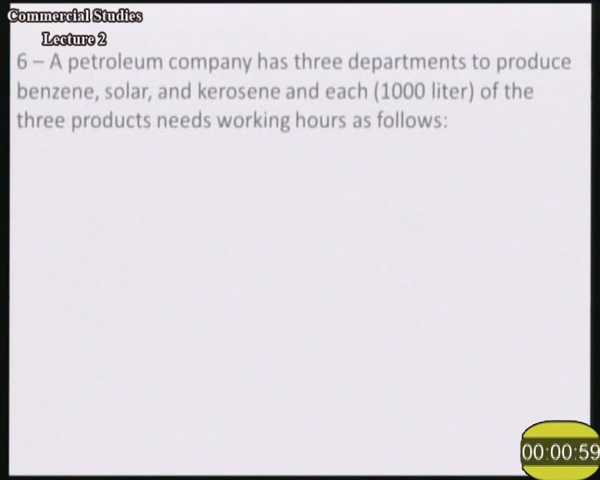 Commercial Studies
Lecture 2
6 – A petroleum company has three departments to produce
benzene, solar, and kerosene and each (1000 liter) of the
three products needs working hours as follows:
00:00:59